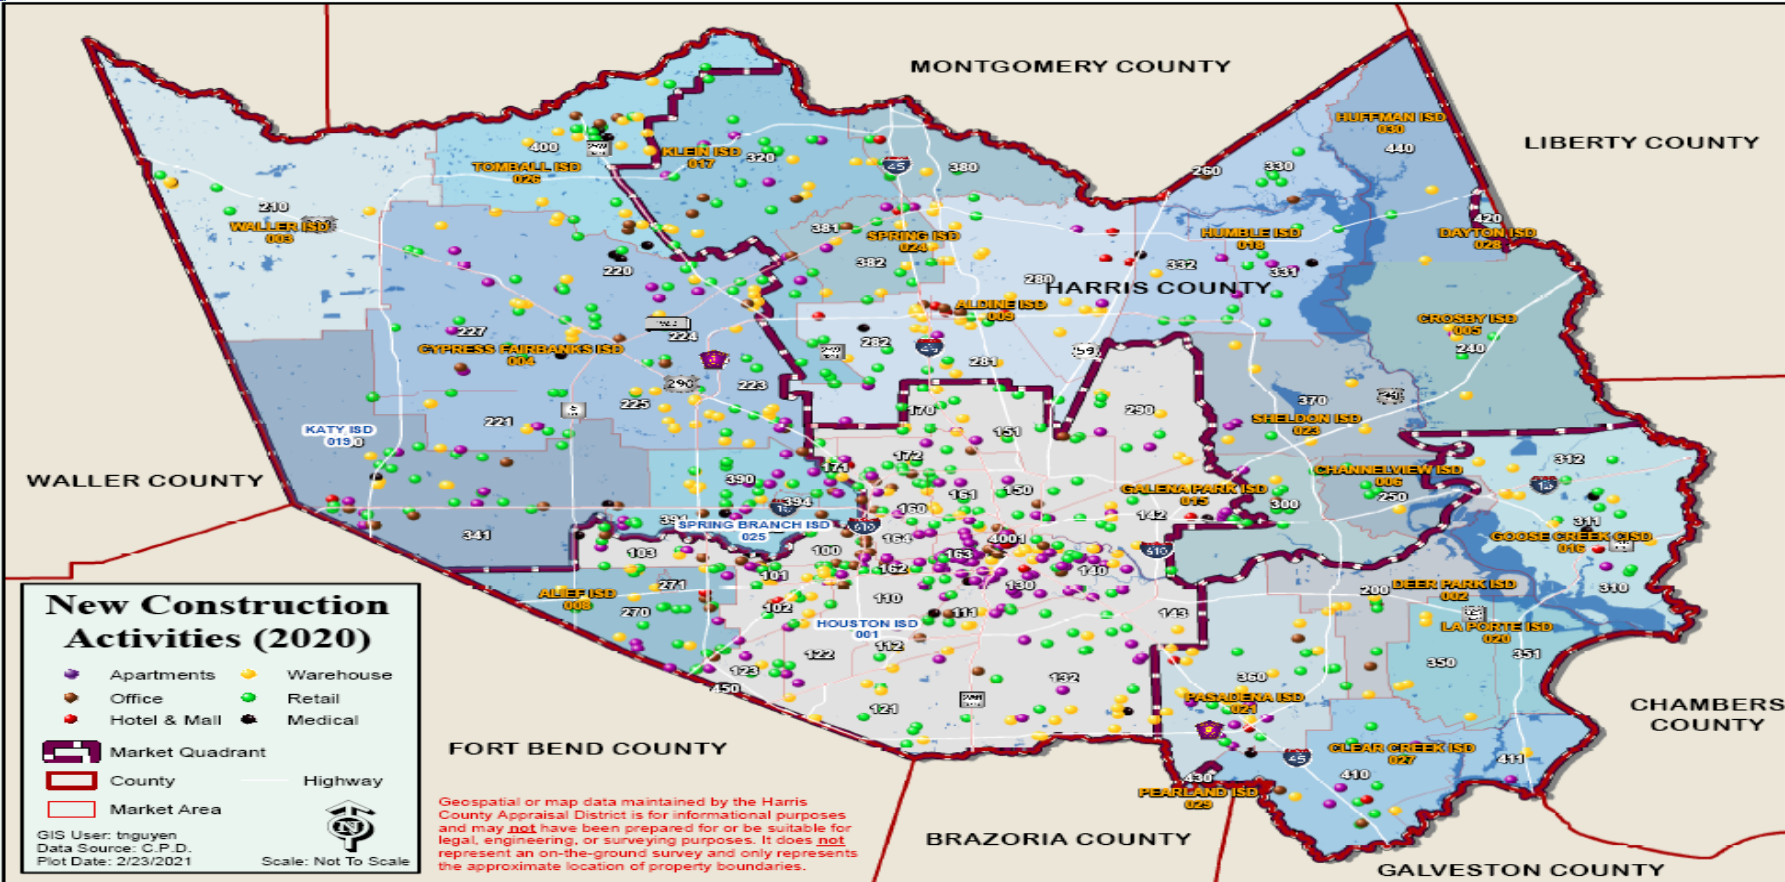 MONTGOMERY COUNTY
LIBERTY COUNTY
HUFFMAN ISD
030
440
400
TOMBALL ISD
026
KLEIN ISD
017
320
45
380
260
330
210
WALLER ISD
003
420
DAYTON ISD
028
381
SPRING ISD
024
382
HUMBLE ISD
018
220
332
331
280
HARRIS COUNTY
ALDINE ISD
009
CROSBY ISD
005
240
227
CYPRESS FAIRBANKS ISD
004
224
282
281
59
290
223
225
221
170
290
370
SHELDON ISD
023
KATY ISD
019
151
172
171
CHANNELVIEW ISD
006
250
312
WALLER COUNTY
390
394
10
161
150
GALENA PARK ISD
015
300
142
160
SPRING BRANCH ISD
025
610
341
164
4001
311
GOOSE CREEK CISD
016
103
100
163
610
162
140
101
271
130
ALIEF ISD
008
270
110
200
DEER PARK ISD
002
310
102
111
143
HOUSTON ISD
001
LA PORTE ISD
020
112
122
351
350
123
132
360
450
121
PASADENA ISD
021
CHAMBERS
COUNTY
FORT BEND COUNTY
CLEAR CREEK ISD
027
45
411
410
430
PEARLAND ISD
029
BRAZORIA COUNTY
GALVESTON COUNTY
New Construction
Activities (2020)
Apartments
Warehouse
Office
Retail
Hotel & Mall
Medical
Market Quadrant
County
Highway
Market Area
N
GIS User: tnguyen
Data Source: C.P.D.
Plot Date: 2/23/2021
Scale: Not To Scale
Geospatial or map data maintained by the Harris
County Appraisal District is for informational purposes
and may not have been prepared for or be suitable for
legal, engineering, or surveying purposes. It does not
represent an on-the-ground survey and only represents
the approximate location of property boundaries.